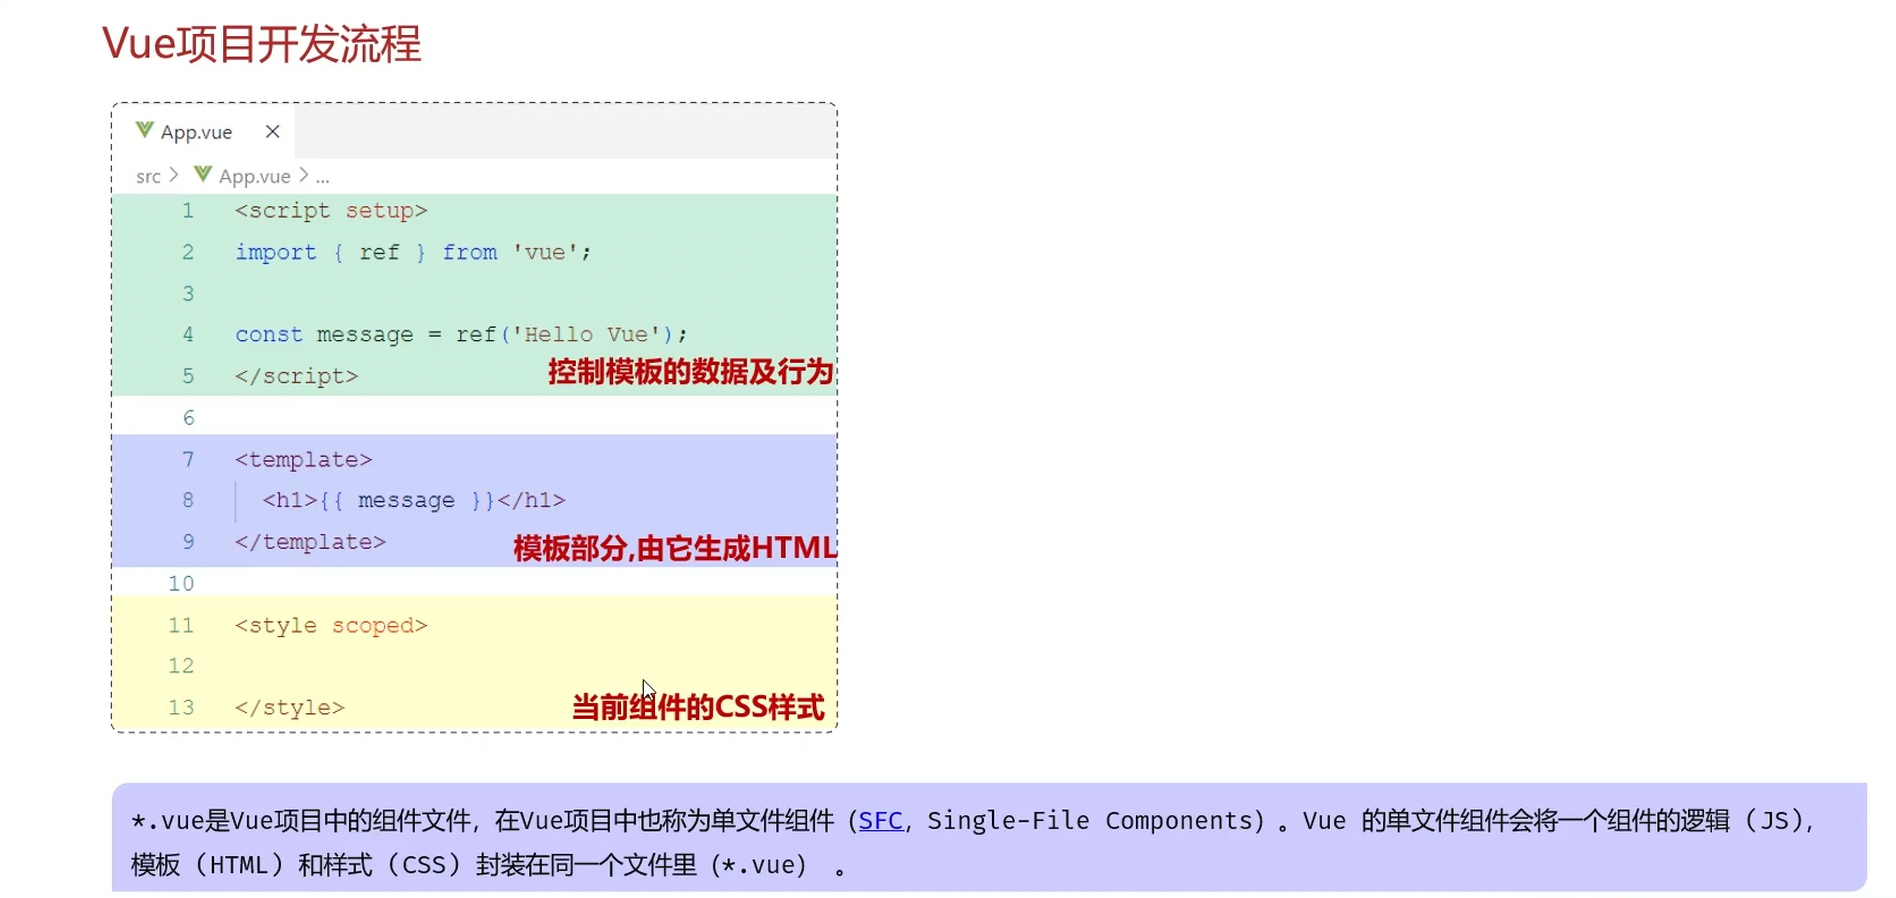 Vue项目开发流程
App.vue
src > App.vue > ...
1 <script setup>
2 import { ref } from 'vue';
3
4 const message = ref('Hello Vue');
5 </script>
控制模板的数据及行为
6
7 <template>
8 <h1>{{ message }}</h1>
9 </template>
模板部分,由它生成HTML
10
11 <style scoped>
12
13 </style>
当前组件的CSS样式
*.vue是Vue项目中的组件文件，在Vue项目中也称为单文件组件（SFC，Single-File Components）。Vue 的单文件组件会将一个组件的逻辑（JS），
模板（HTML）和样式（CSS）封装在同一个文件里（*.vue） 。